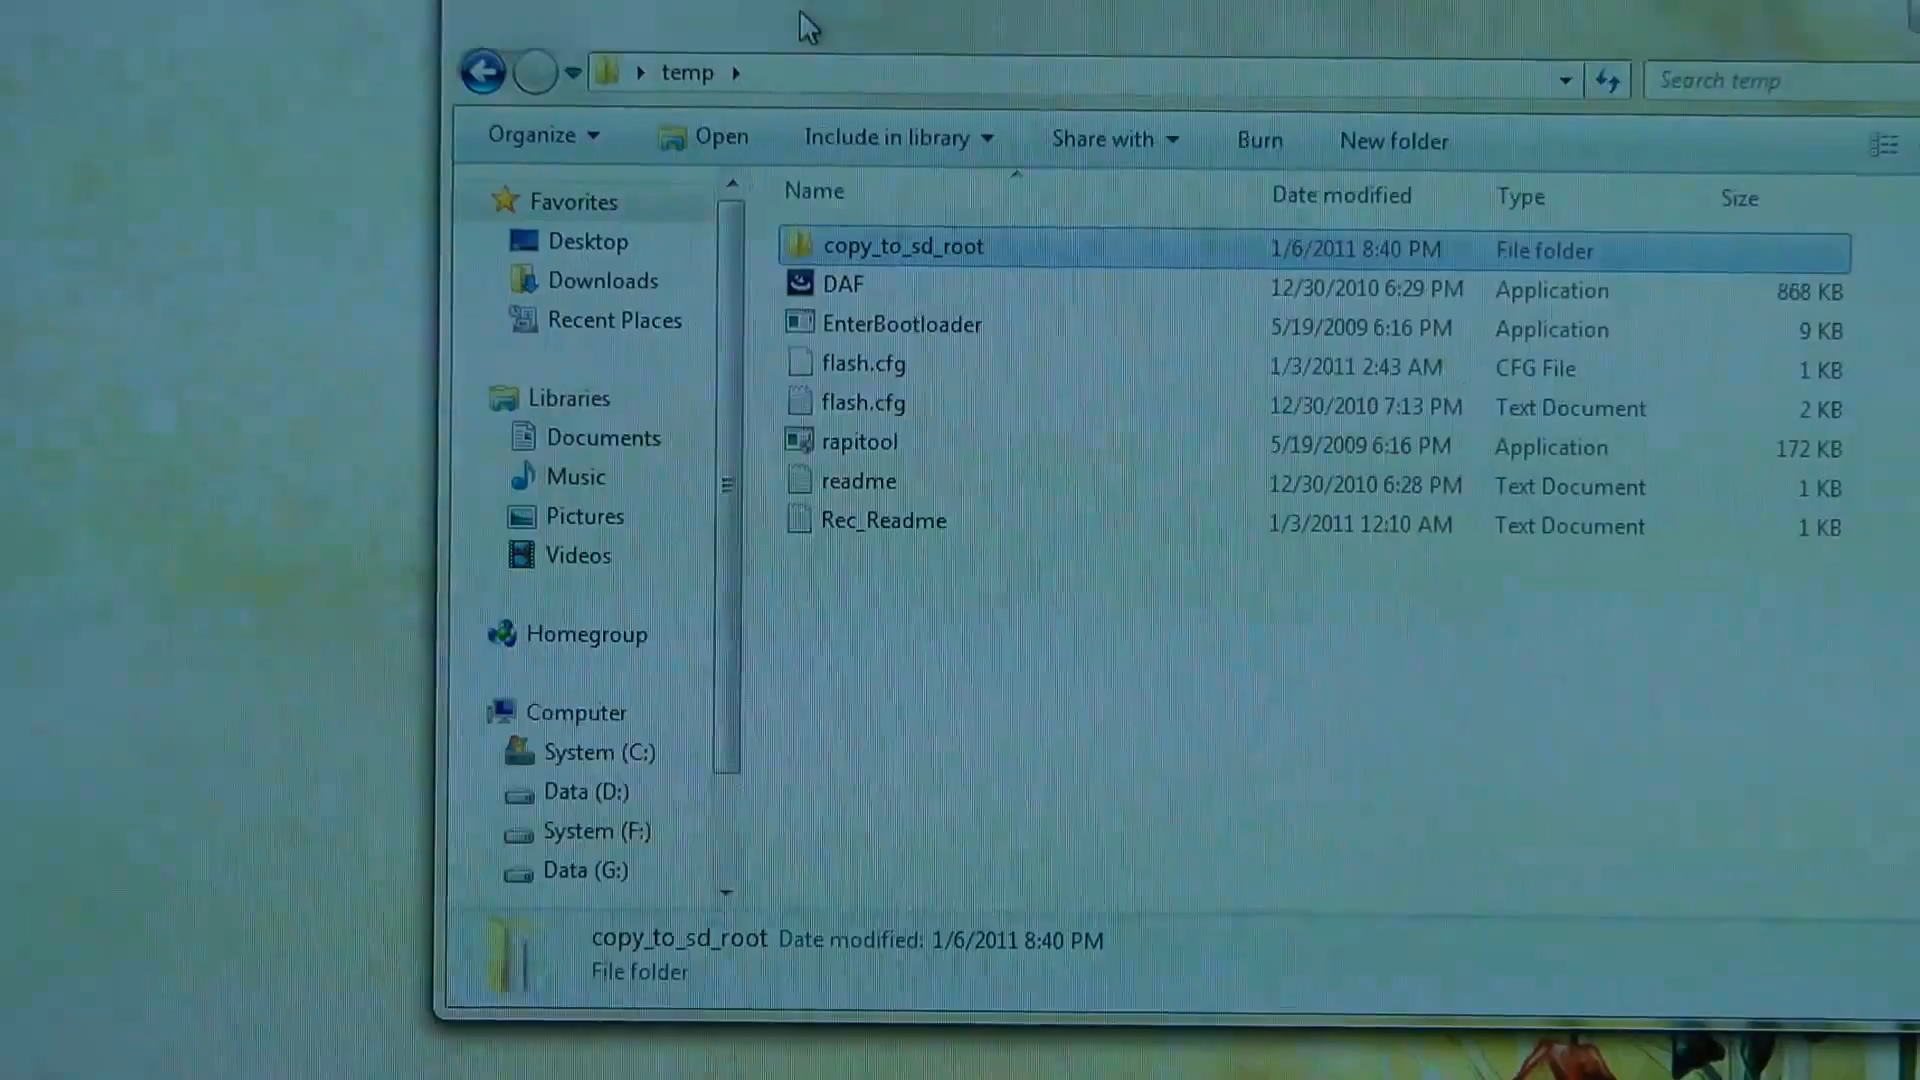 temp
Search temp
Organize Open Include in library Share with Burn New folder
Name Date modified Type Size
copy_to_sd_root 1/6/2011 8:40 PM File folder
DAF 12/30/2010 6:29 PM Application 868 KB
EnterBootloader 5/19/2009 6:16 PM Application 9 KB
flash.cfg 1/3/2011 2:43 AM CFG File 1 KB
flash.cfg 12/30/2010 7:13 PM Text Document 2 KB
rapitool 5/19/2009 6:16 PM Application 172 KB
readme 12/30/2010 6:28 PM Text Document 1 KB
Rec_Readme 1/3/2011 12:10 AM Text Document 1 KB
Favorites
Desktop
Downloads
Recent Places
Libraries
Documents
Music
Pictures
Videos
Homegroup
Computer
System (C:)
Data (D:)
System (F:)
Data (G:)
copy_to_sd_root Date modified: 1/6/2011 8:40 PM
File folder